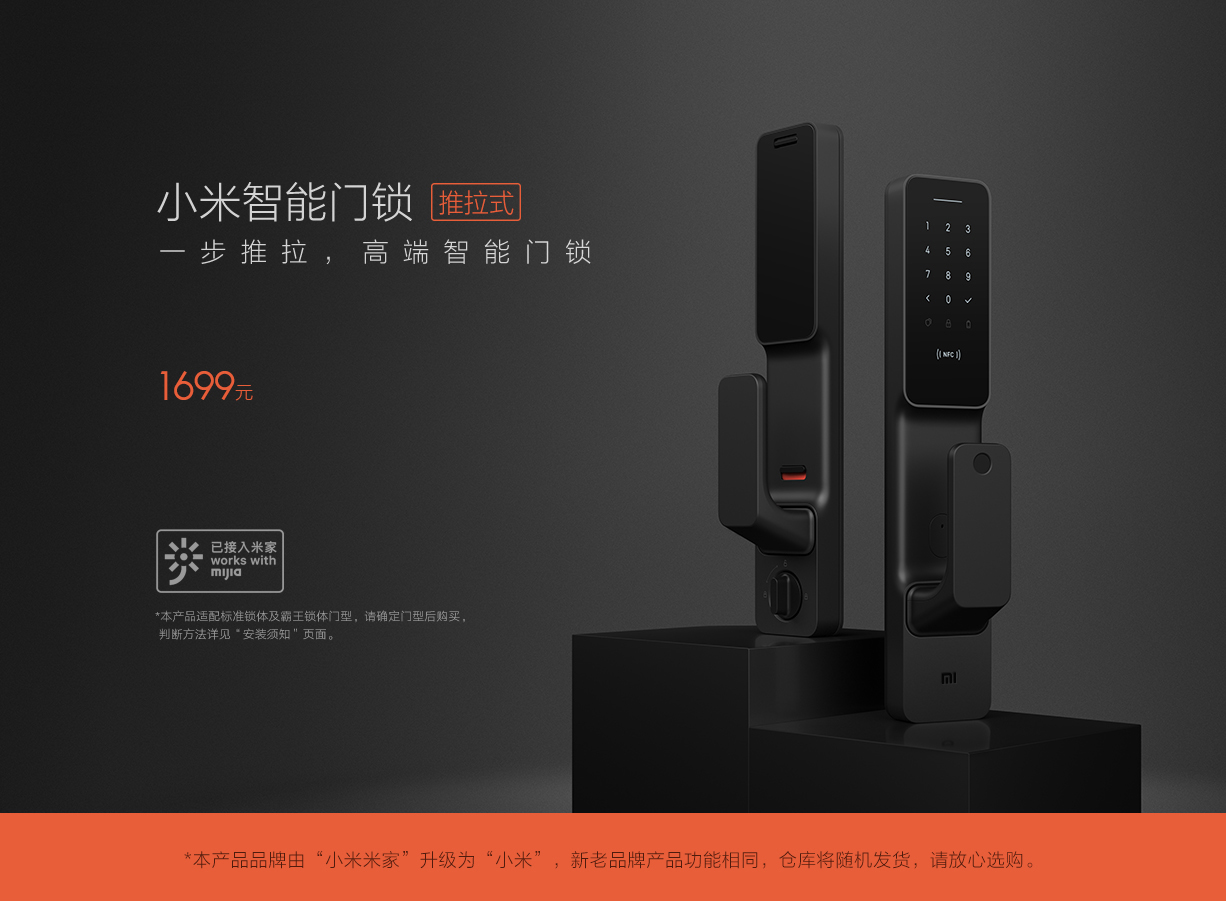 小米智能门锁 推拉式
一步推拉，高端智能门锁
1699元
已接入米家
works with
mijia
*本产品适配标准锁体及霸王锁体门型，请确定门型后购买，
判断方法详见“安装须知”页面。
1 2 3
4 5 6
7 8 9
0
NFC
mi
*本产品品牌由“小米米家”升级为“小米”，新老品牌产品功能相同，仓库将随机发货，请放心选购。